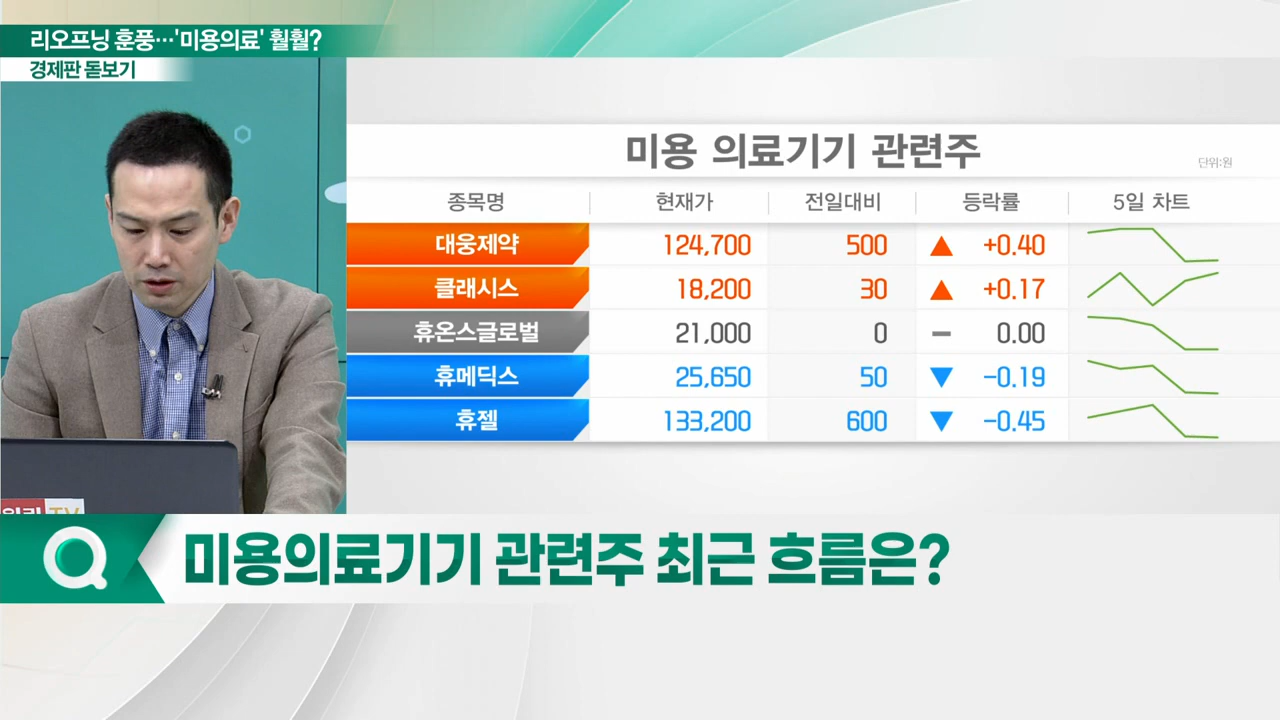 리오프닝 훈풍…'미용의료' 훨훨?
경제판 돋보기
미용 의료기기 관련주
단위:원
종목명 현재가 전일대비 등락률 5일 차트
대웅제약 124,700 500 ▲ +0.40
클래시스 18,200 30 ▲ +0.17
휴온스글로벌 21,000 0 − 0.00
휴메딕스 25,650 50 ▼ −0.19
휴젤 133,200 600 ▼ −0.45
TV
Q 미용의료기기 관련주 최근 흐름은?